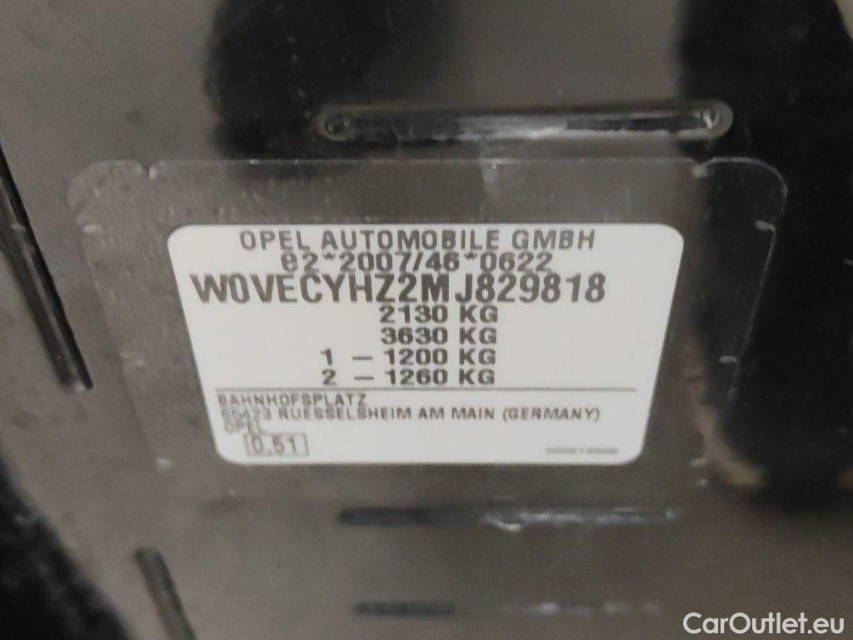 OPEL AUTOMOBILE GMBH
e2*2007/46*0622
W0VECYHZ2MJ829818
2130 KG
3630 KG
1 - 1200 KG
2 - 1260 KG
BAHNHOFSPLATZ
65423 RUESSELSHEIM AM MAIN (GERMANY)
OPEL
0.51
CarOutlet.eu